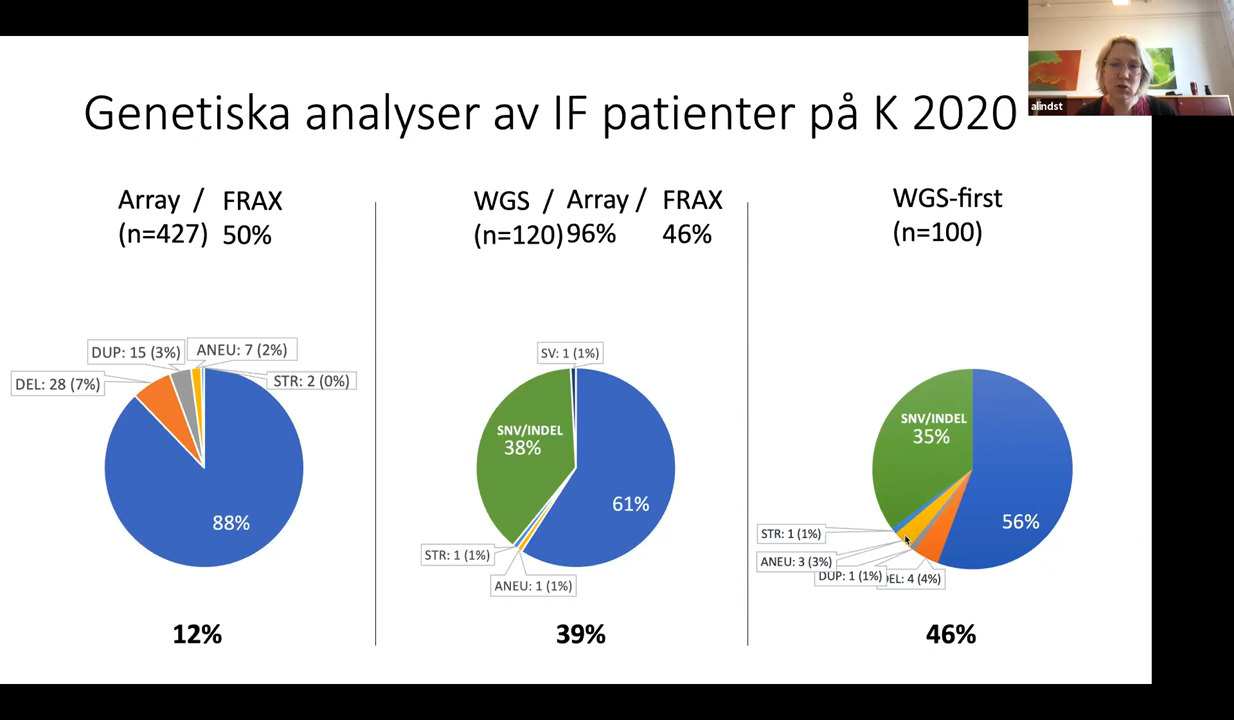 alindst
Genetiska analyser av IF patienter på K 2020
Array / FRAX
(n=427) 50%
DUP: 15 (3%)
ANEU: 7 (2%)
DEL: 28 (7%)
STR: 2 (0%)
88%
12%
WGS / Array / FRAX
(n=120) 96% 46%
SV: 1 (1%)
SNV/INDEL
38%
61%
STR: 1 (1%)
ANEU: 1 (1%)
39%
WGS-first
(n=100)
SNV/INDEL
35%
56%
STR: 1 (1%)
ANEU: 3 (3%)
DUP: 1 (1%)
DEL: 4 (4%)
46%